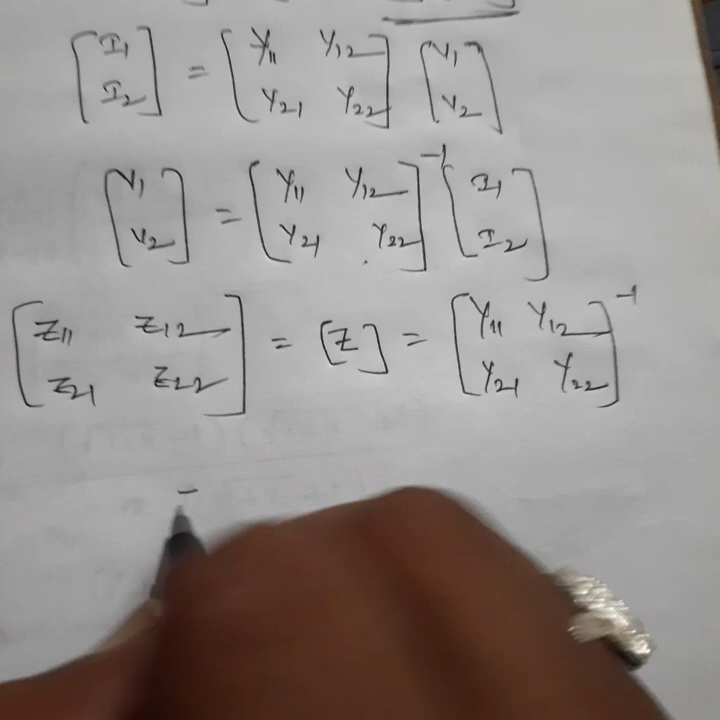 [I1 I2] = [Y11 Y12 Y21 Y22] [V1 V2]
[V1 V2] = [Y11 Y12 Y21 Y22]^-1 [I1 I2]
[Z11 Z12 Z21 Z22] = [Z] = [Y11 Y12 Y21 Y22]^-1